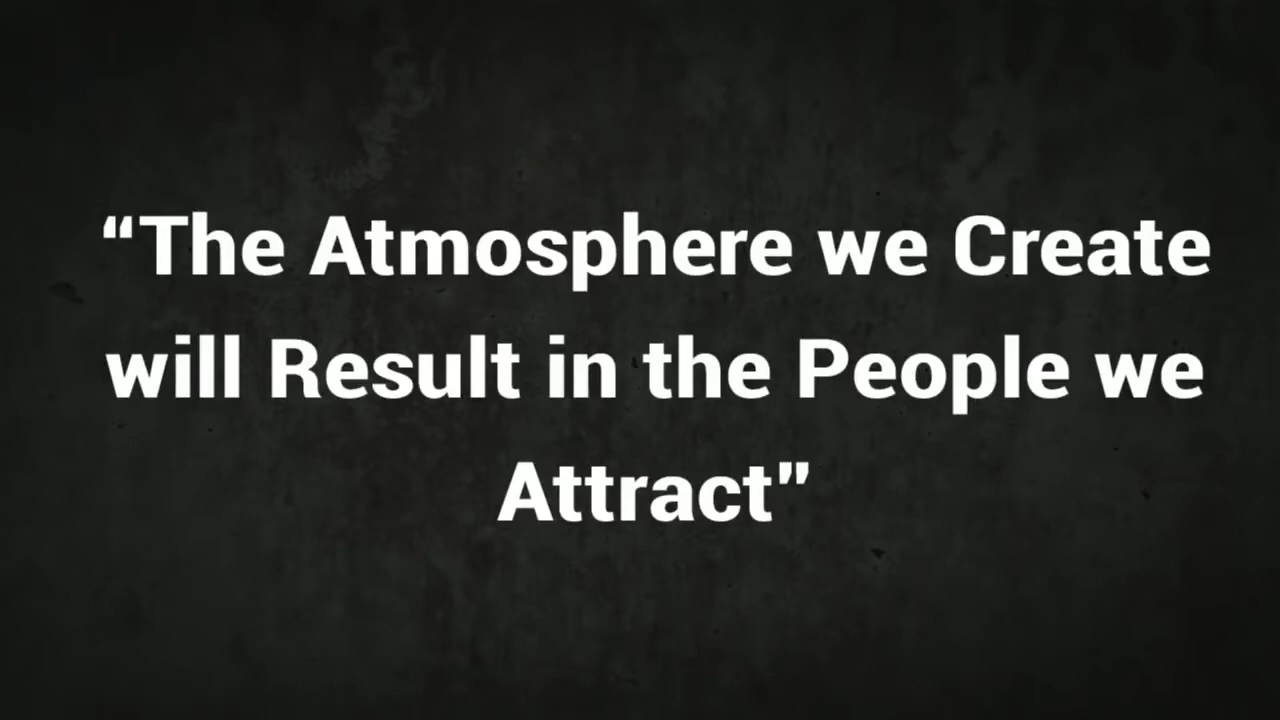 “The Atmosphere we Create
will Result in the People we
Attract”